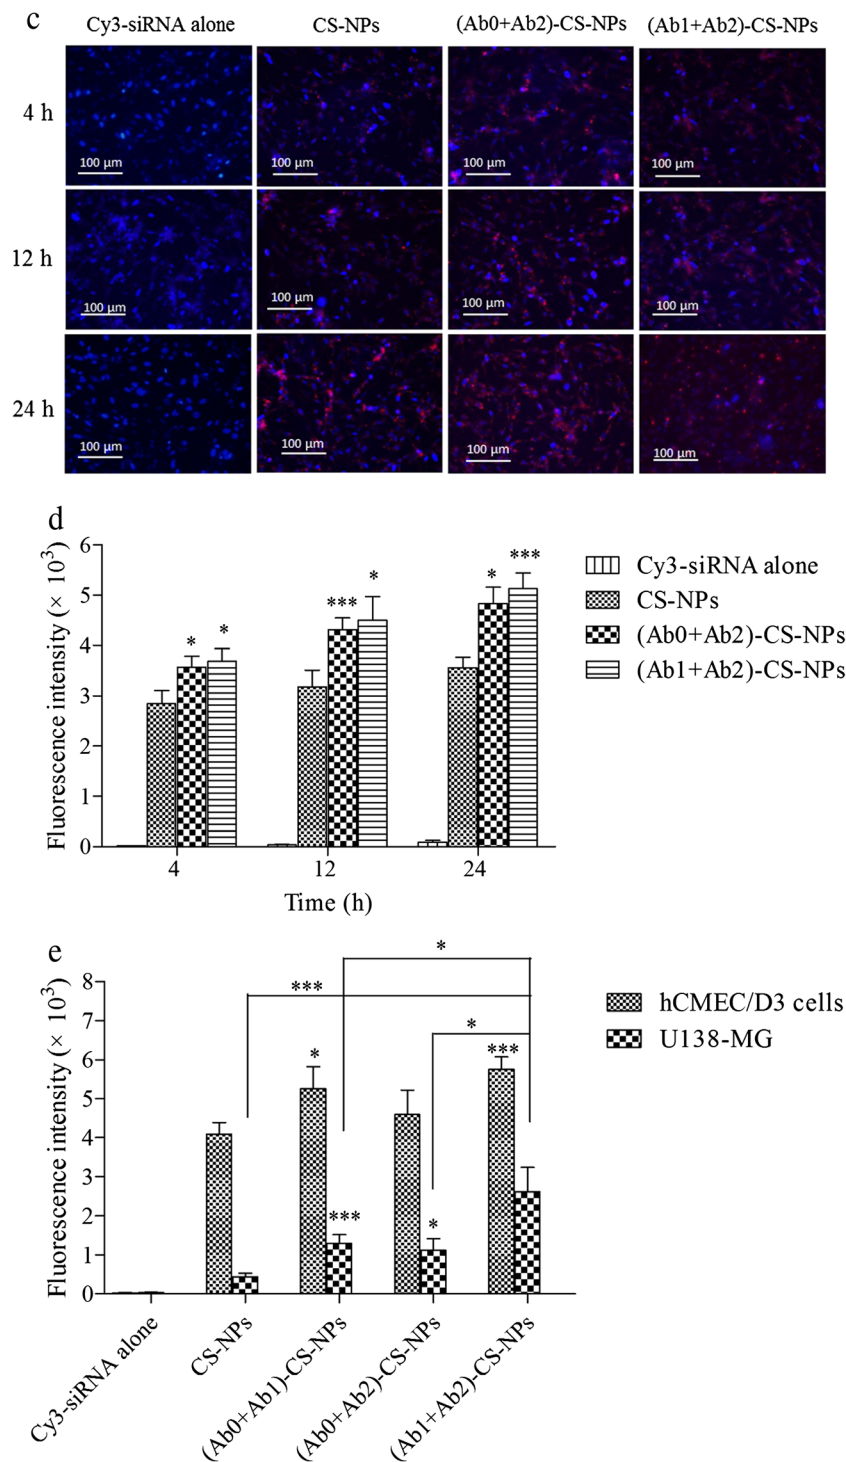 c
Cy3-siRNA alone CS-NPs (Ab0+Ab2)-CS-NPs (Ab1+Ab2)-CS-NPs
4 h
100 μm 100 μm 100 μm 100 μm
12 h
100 μm 100 μm 100 μm 100 μm
24 h
100 μm 100 μm 100 μm 100 μm
d
Fluorescence intensity (× 10³)
6
5
4
3
2
1
0
* * *** * * ***
4 12 24
Time (h)
Cy3-siRNA alone
CS-NPs
(Ab0+Ab2)-CS-NPs
(Ab1+Ab2)-CS-NPs
e
Fluorescence intensity (× 10³)
8
7
6
5
4
3
2
1
0
*
***
*
* ***
*** *
hCMEC/D3 cells
U138-MG
Cy3-siRNA alone
CS-NPs
(Ab0+Ab1)-CS-NPs
(Ab0+Ab2)-CS-NPs
(Ab1+Ab2)-CS-NPs